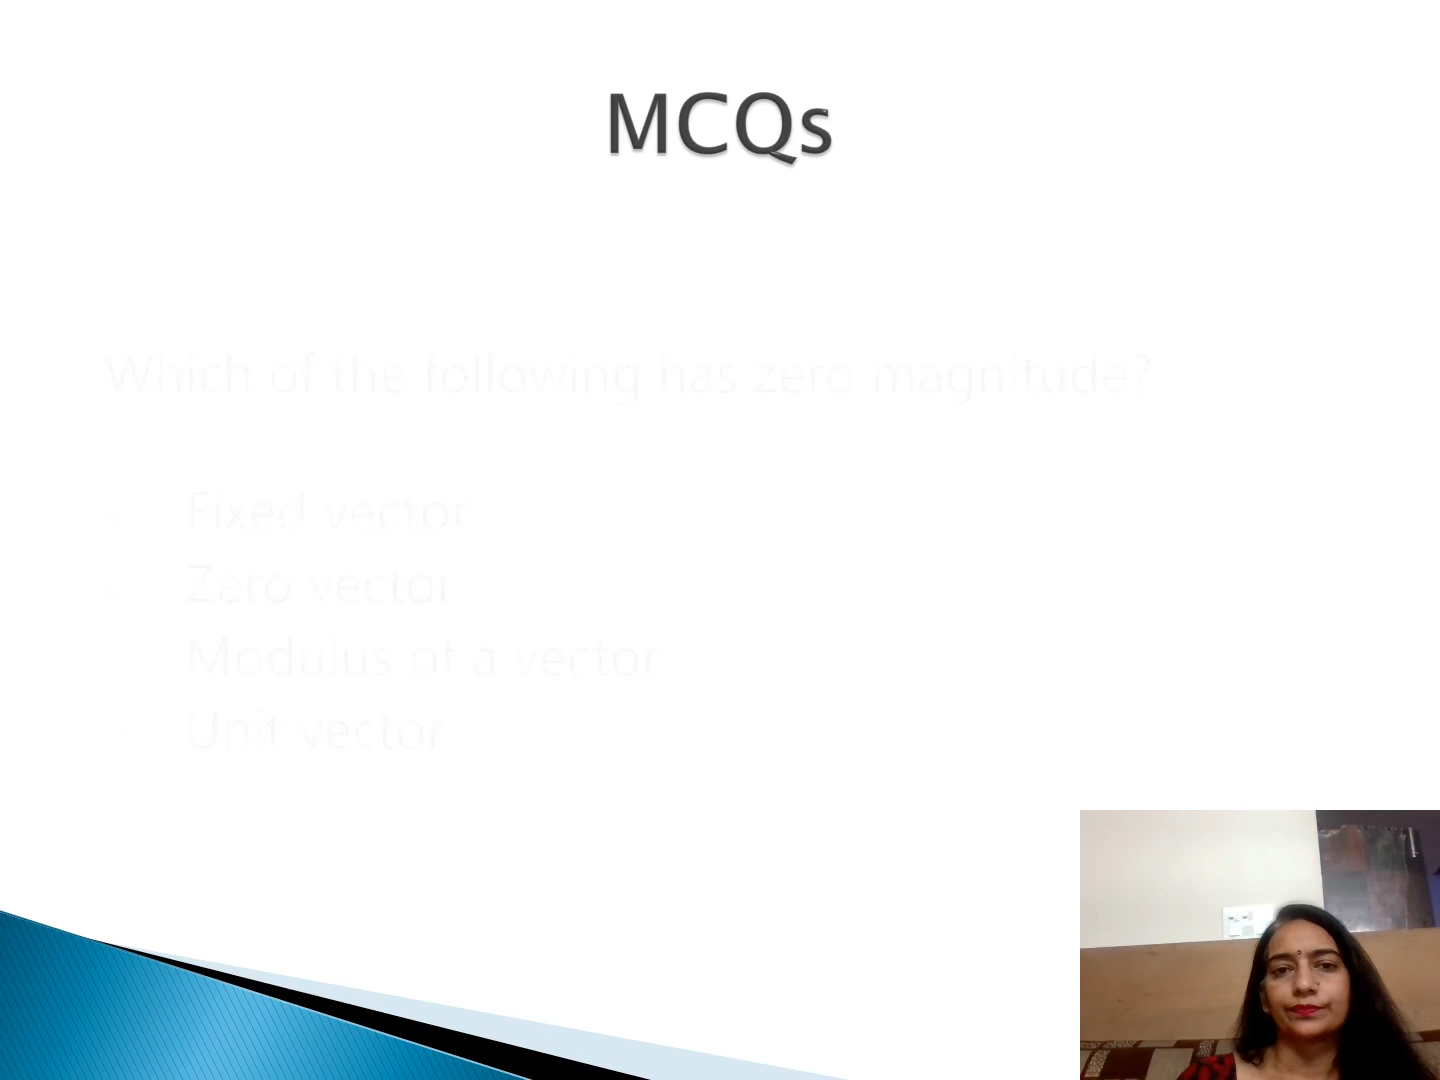 MCQs
Which of the following has zero magnitude?
Fixed vector
Zero vector
Modulus of a vector
Unit vector